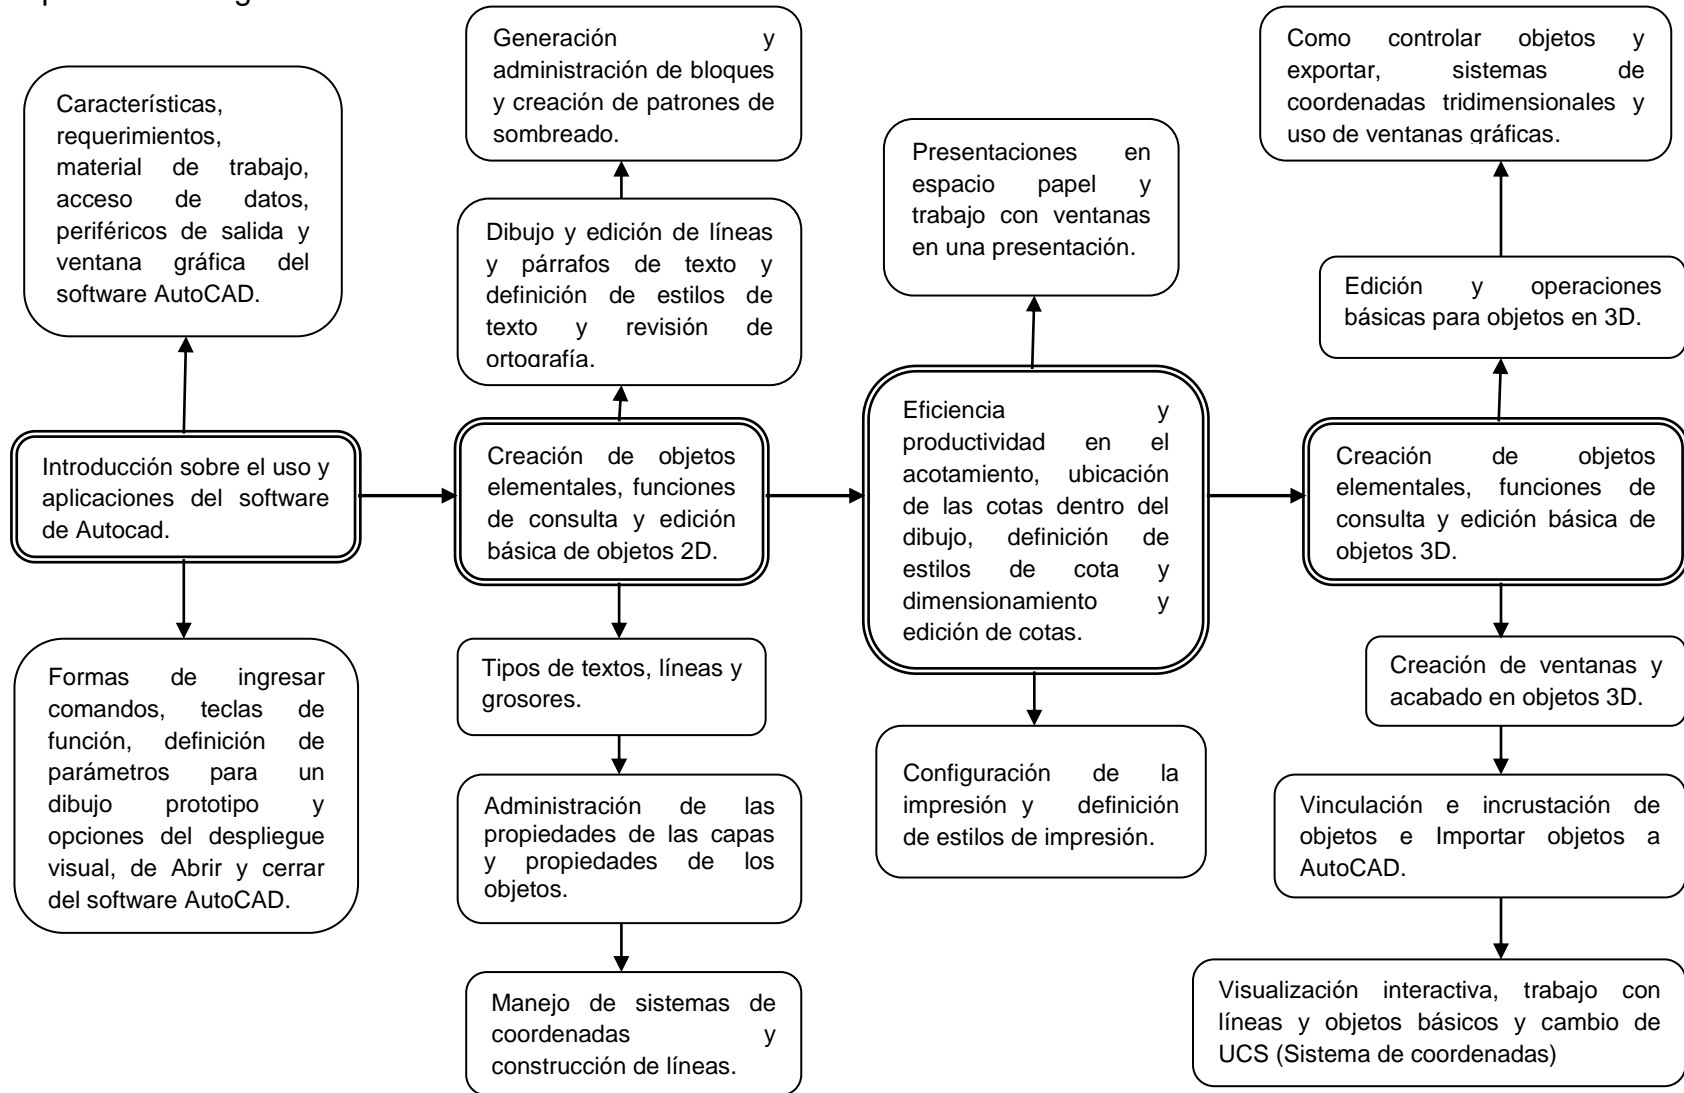 Características,
requerimientos,
material de trabajo,
acceso de datos,
periféricos de salida y
ventana gráfica del
software AutoCAD.
Introducción sobre el uso y
aplicaciones del software
de Autocad.
Formas de ingresar
comandos, teclas de
función, definición de
parámetros para un
dibujo prototipo y
opciones del despliegue
visual, de Abrir y cerrar
del software AutoCAD.
Generación y
administración de bloques
y creación de patrones de
sombreado.
Dibujo y edición de líneas
y párrafos de texto y
definición de estilos de
texto y revisión de
ortografía.
Creación de objetos
elementales, funciones
de consulta y edición
básica de objetos 2D.
Tipos de textos, líneas y
grosores.
Administración de las
propiedades de las capas
y propiedades de los
objetos.
Manejo de sistemas de
coordenadas y
construcción de líneas.
Presentaciones en
espacio papel y
trabajo con ventanas
en una presentación.
Eficiencia y
productividad en el
acotamiento, ubicación
de las cotas dentro del
dibujo, definición de
estilos de cota y
dimensionamiento y
edición de cotas.
Configuración de la
impresión y definición
de estilos de impresión.
Como controlar objetos y
exportar, sistemas de
coordenadas tridimensionales y
uso de ventanas gráficas.
Edición y operaciones
básicas para objetos en 3D.
Creación de objetos
elementales, funciones de
consulta y edición básica de
objetos 3D.
Creación de ventanas y
acabado en objetos 3D.
Vinculación e incrustación de
objetos e Importar objetos a
AutoCAD.
Visualización interactiva, trabajo con
líneas y objetos básicos y cambio de
UCS (Sistema de coordenadas)